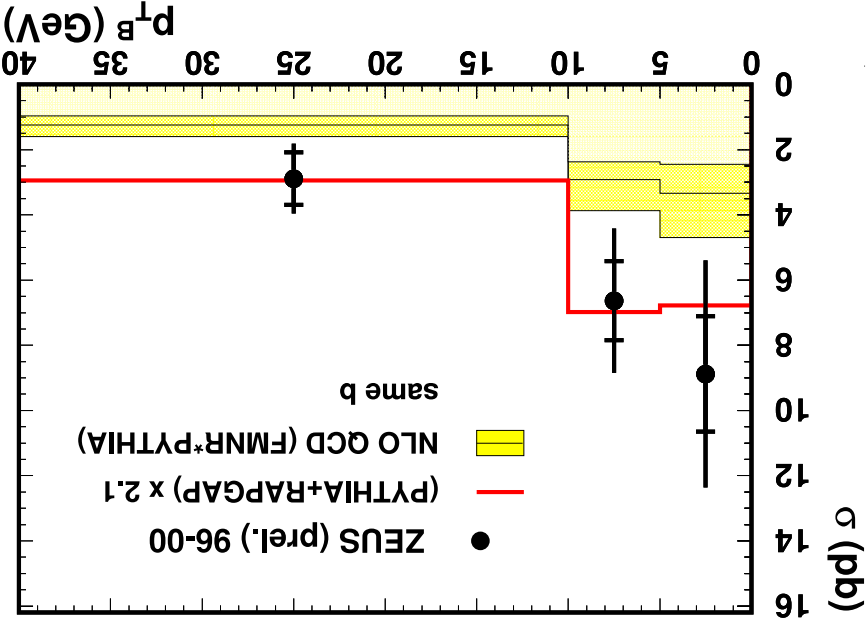 σ (pb)
16
14
12
10
8
6
4
2
0
ZEUS (prel.) 96-00
(PYTHIA+RAPGAP) x 2.1
NLO QCD (FMNR*PYTHIA)
same b
0 5 10 15 20 25 30 35 40
p_T^B (GeV)